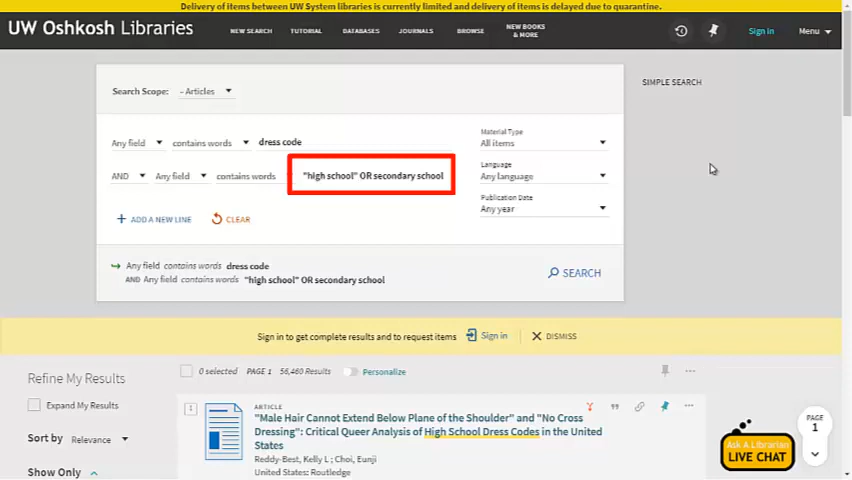 Delivery of items between UW System libraries is currently limited and delivery of items is delayed due to quarantine.
UW Oshkosh Libraries
NEW SEARCH
TUTORIAL
DATABASES
JOURNALS
BROWSE
NEW BOOKS
& MORE
Sign in
Menu
Search Scope:
- Articles
SIMPLE SEARCH
Any field
contains words
dress code
AND
Any field
contains words
"high school" OR secondary school
Material Type
All items
Language
Any language
Publication Date
Any year
+ ADD A NEW LINE
CLEAR
Any field contains words dress code
AND Any field contains words "high school" OR secondary school
SEARCH
Sign in to get complete results and to request items
Sign in
DISMISS
Refine My Results
Expand My Results
Sort by Relevance
Show Only
0 selected PAGE 1 56,460 Results
Personalize
1
ARTICLE
"Male Hair Cannot Extend Below Plane of the Shoulder" and "No Cross
Dressing": Critical Queer Analysis of High School Dress Codes in the United
States
Reddy-Best, Kelly L ; Choi, Eunji
United States: Routledge
PAGE
1
Ask A Librarian
LIVE CHAT